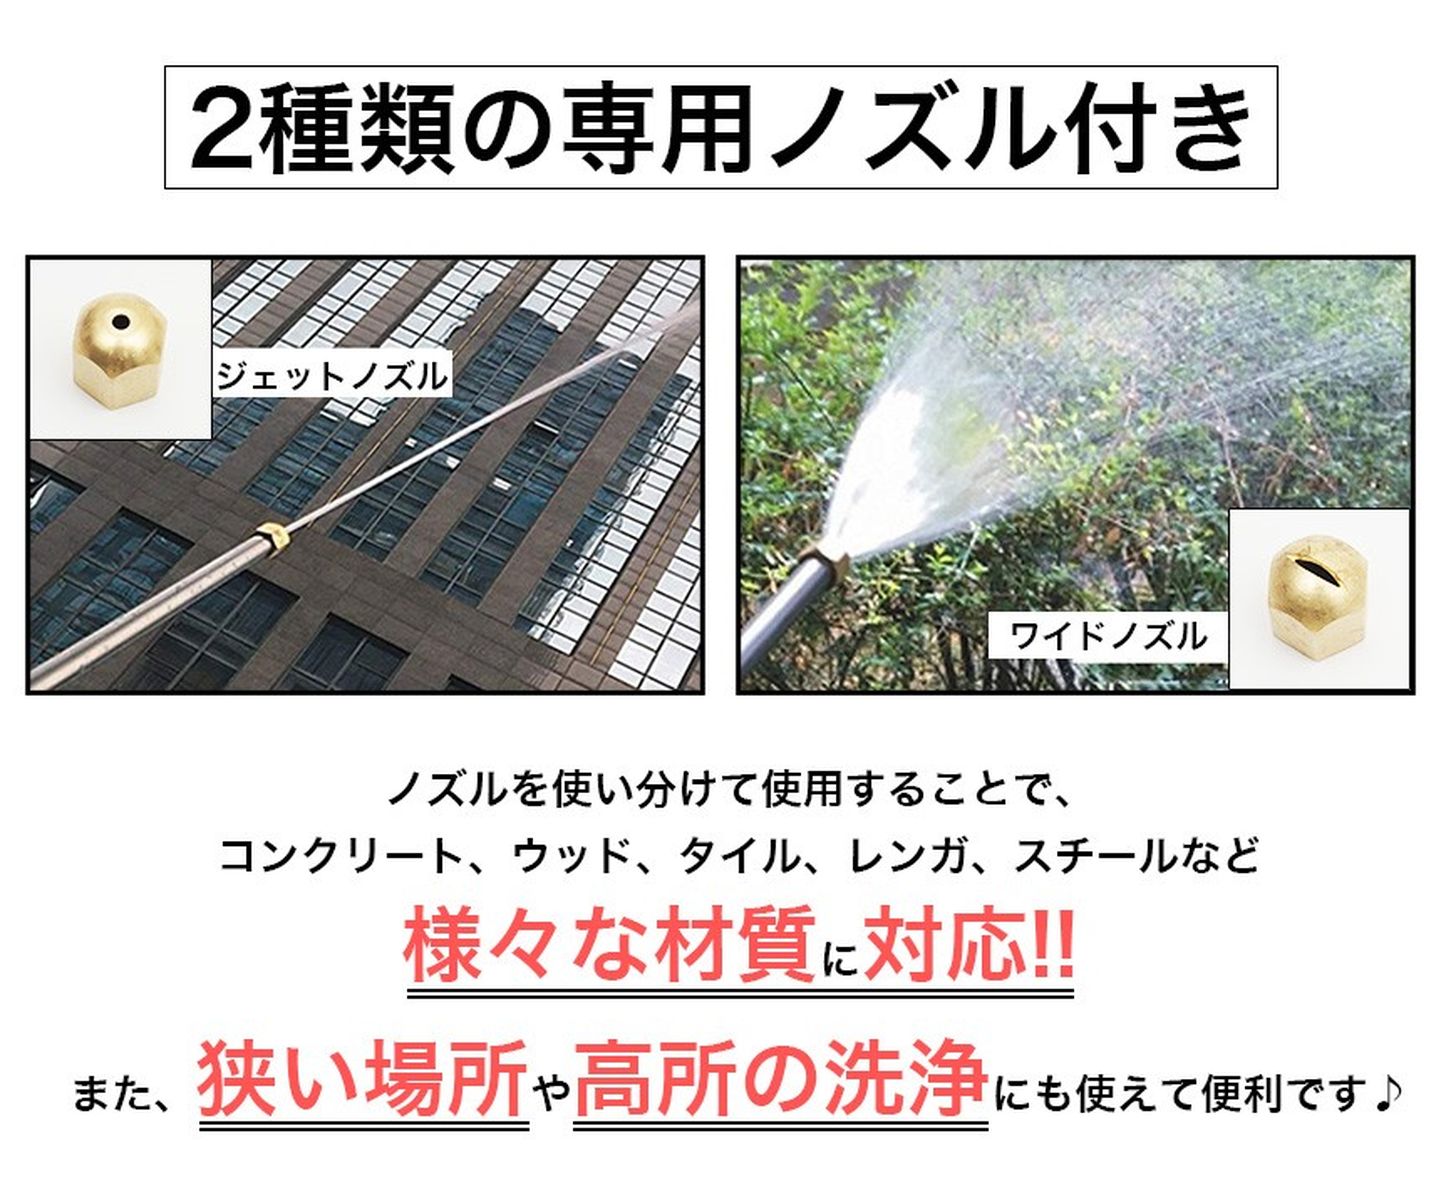 2種類の専用ノズル付き
ジェットノズル
ワイドノズル
ノズルを使い分けて使用することで、
コンクリート、ウッド、タイル、レンガ、スチールなど
様々な材質に対応!!
また、狭い場所や高所の洗浄にも使えて便利です♪